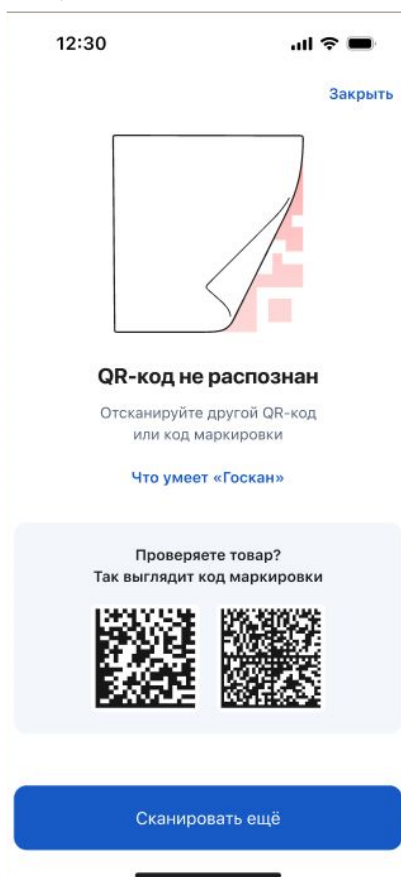 12:30
Закрыть
QR-код не распознан
Отсканируйте другой QR-код
или код маркировки
Что умеет «Госкан»
Проверяете товар?
Так выглядит код маркировки
Сканировать ещё